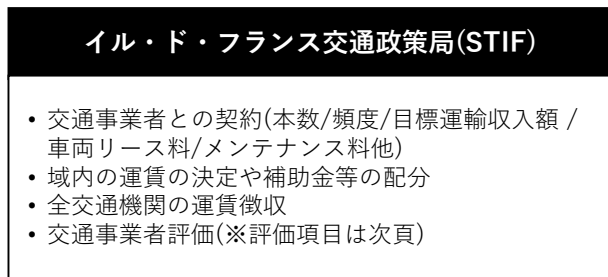 イル・ド・フランス交通政策局(STIF)
• 交通事業者との契約(本数/頻度/目標運輸収入額 /
車両リース料/メンテナンス料他)
• 域内の運賃の決定や補助金等の配分
• 全交通機関の運賃徴収
• 交通事業者評価(※評価項目は次頁)